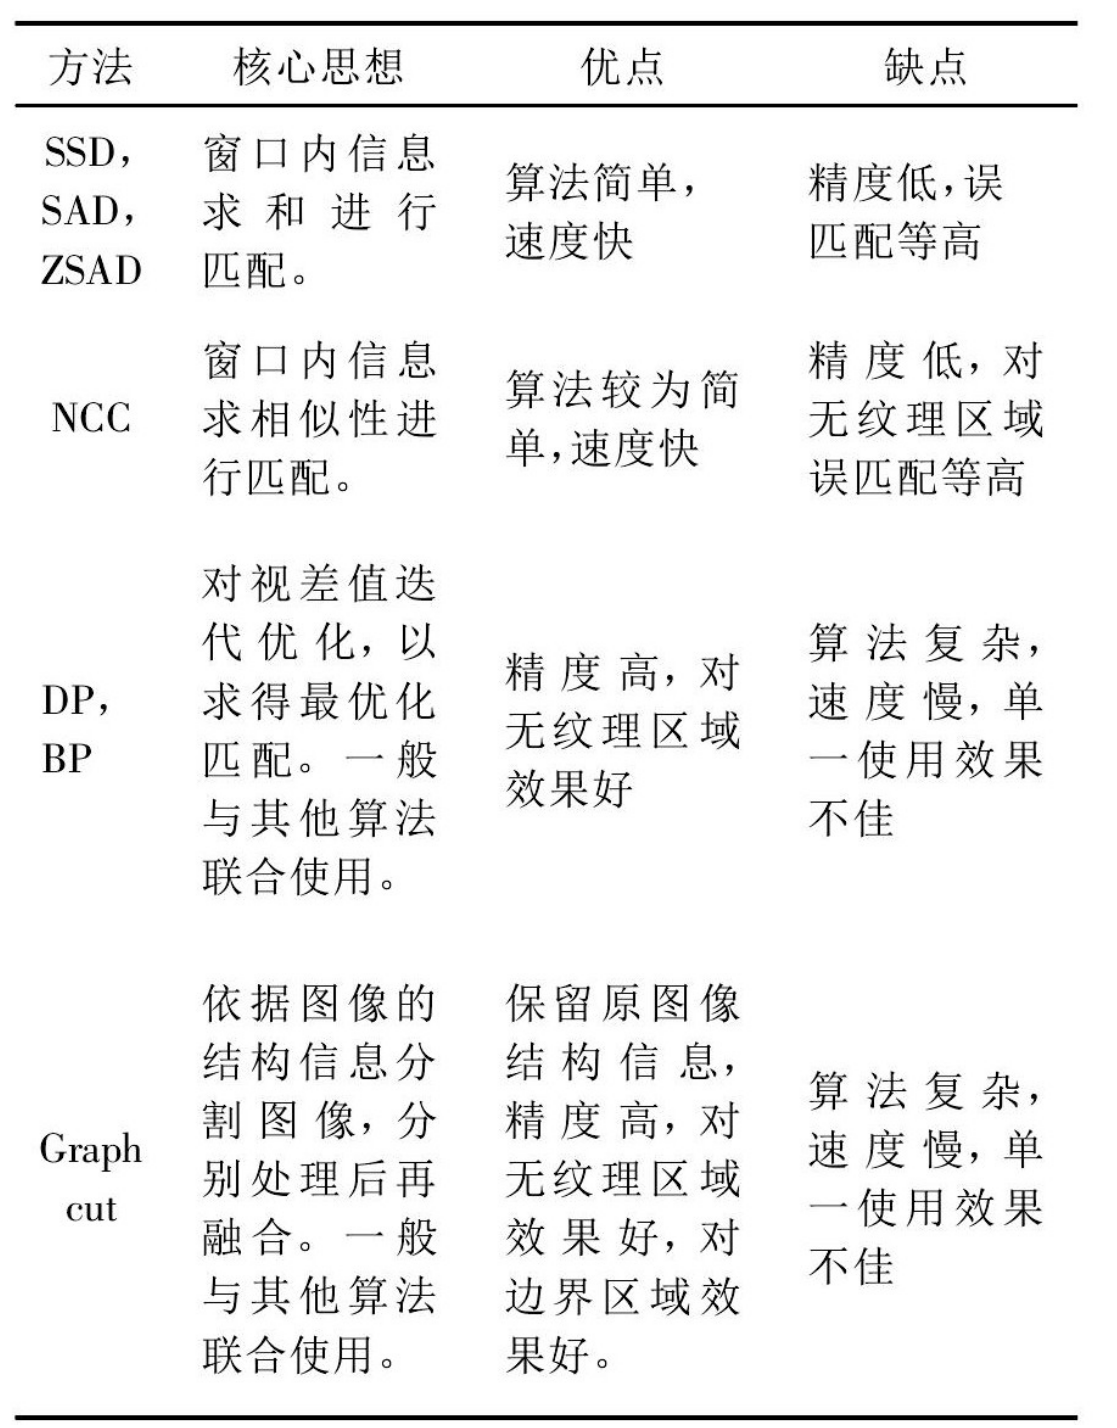 方法 核心思想 优点 缺点
SSD，
SAD，
ZSAD
窗口内信息
求和进行
匹配。
算法简单，
速度快
精度低，误
匹配等高
NCC
窗口内信息
求相似性进
行匹配。
算法较为简
单，速度快
精度低，对
无纹理区域
误匹配等高
DP，
BP
对视差值迭
代优化，以
求得最优化
匹配。一般
与其他算法
联合使用。
精度高，对
无纹理区域
效果好
算法复杂，
速度慢，单
一使用效果
不佳
Graph
cut
依据图像的
结构信息分
割图像，分
别处理后再
融合。一般
与其他算法
联合使用。
保留原图像
结构信息，
精度高，对
无纹理区域
效果好，对
边界区域效
果好。
算法复杂，
速度慢，单
一使用效果
不佳